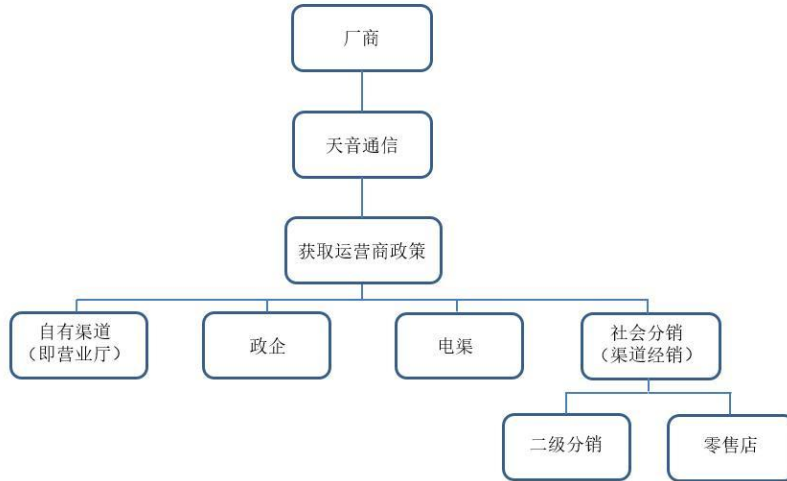 厂商
天音通信
获取运营商政策
自有渠道
（即营业厅）
政企
电渠
社会分销
（渠道经销）
二级分销
零售店